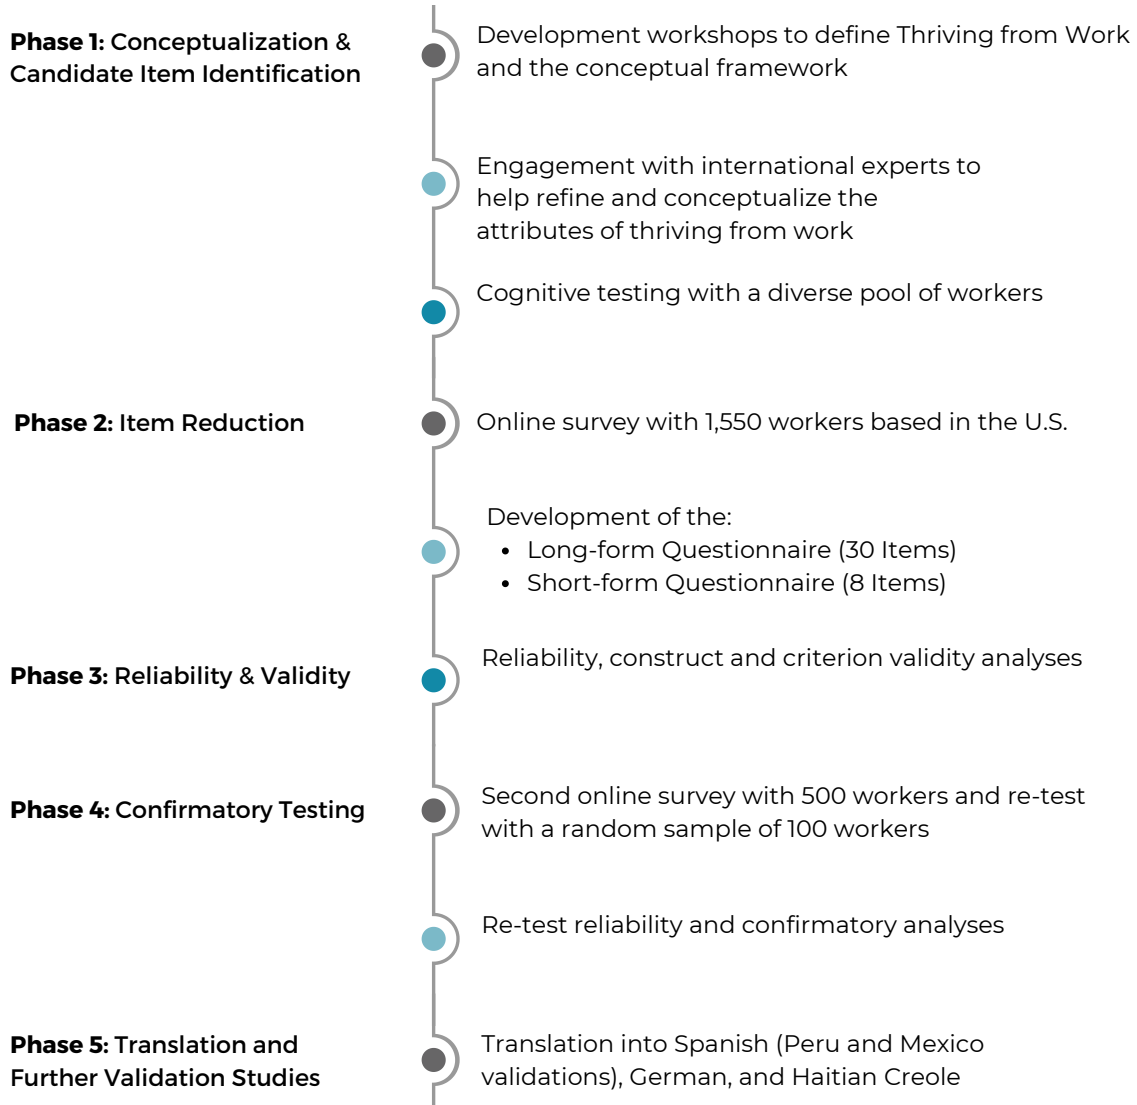 Phase 1: Conceptualization &
Candidate Item Identification
Development workshops to define Thriving from Work
and the conceptual framework
Engagement with international experts to
help refine and conceptualize the
attributes of thriving from work
Cognitive testing with a diverse pool of workers
Phase 2: Item Reduction
Online survey with 1,550 workers based in the U.S.
Development of the:
• Long-form Questionnaire (30 Items)
• Short-form Questionnaire (8 Items)
Phase 3: Reliability & Validity
Reliability, construct and criterion validity analyses
Phase 4: Confirmatory Testing
Second online survey with 500 workers and re-test
with a random sample of 100 workers
Re-test reliability and confirmatory analyses
Phase 5: Translation and
Further Validation Studies
Translation into Spanish (Peru and Mexico
validations), German, and Haitian Creole